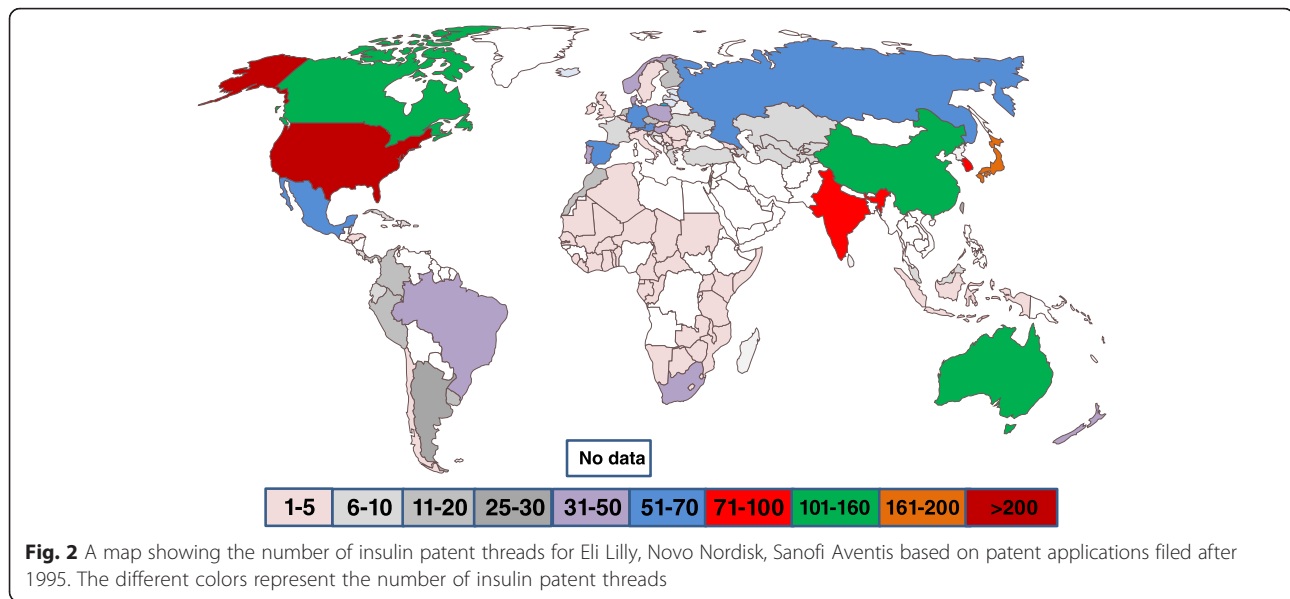 No data
1-5 6-10 11-20 25-30 31-50 51-70 71-100 101-160 161-200 >200
Fig. 2 A map showing the number of insulin patent threads for Eli Lilly, Novo Nordisk, Sanofi Aventis based on patent applications filed after
1995. The different colors represent the number of insulin patent threads